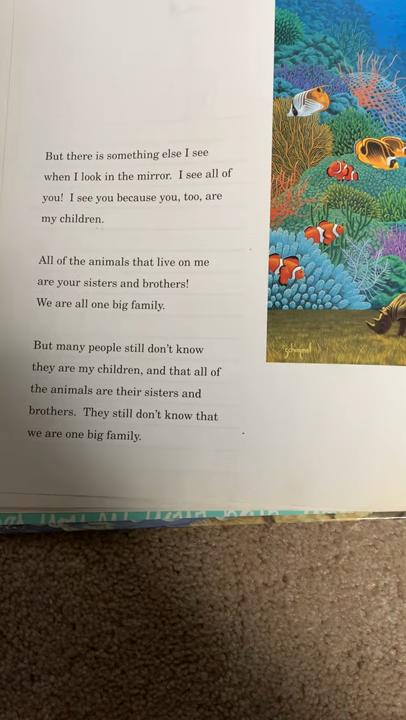 But there is something else I see
when I look in the mirror. I see all of
you! I see you because you, too, are
my children.
All of the animals that live on me
are your sisters and brothers!
We are all one big family.
But many people still don't know
they are my children, and that all of
the animals are their sisters and
brothers. They still don't know that
we are one big family.